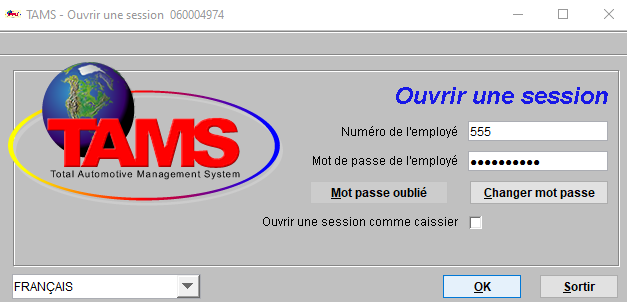 TAMS - Ouvrir une session 060004974
TAMS
Total Automotive Management System
Ouvrir une session
Numéro de l'employé 555
Mot de passe de l'employé ●●●●●●●●●●
Mot passe oublié Changer mot passe
Ouvrir une session comme caissier
FRANÇAIS OK Sortir